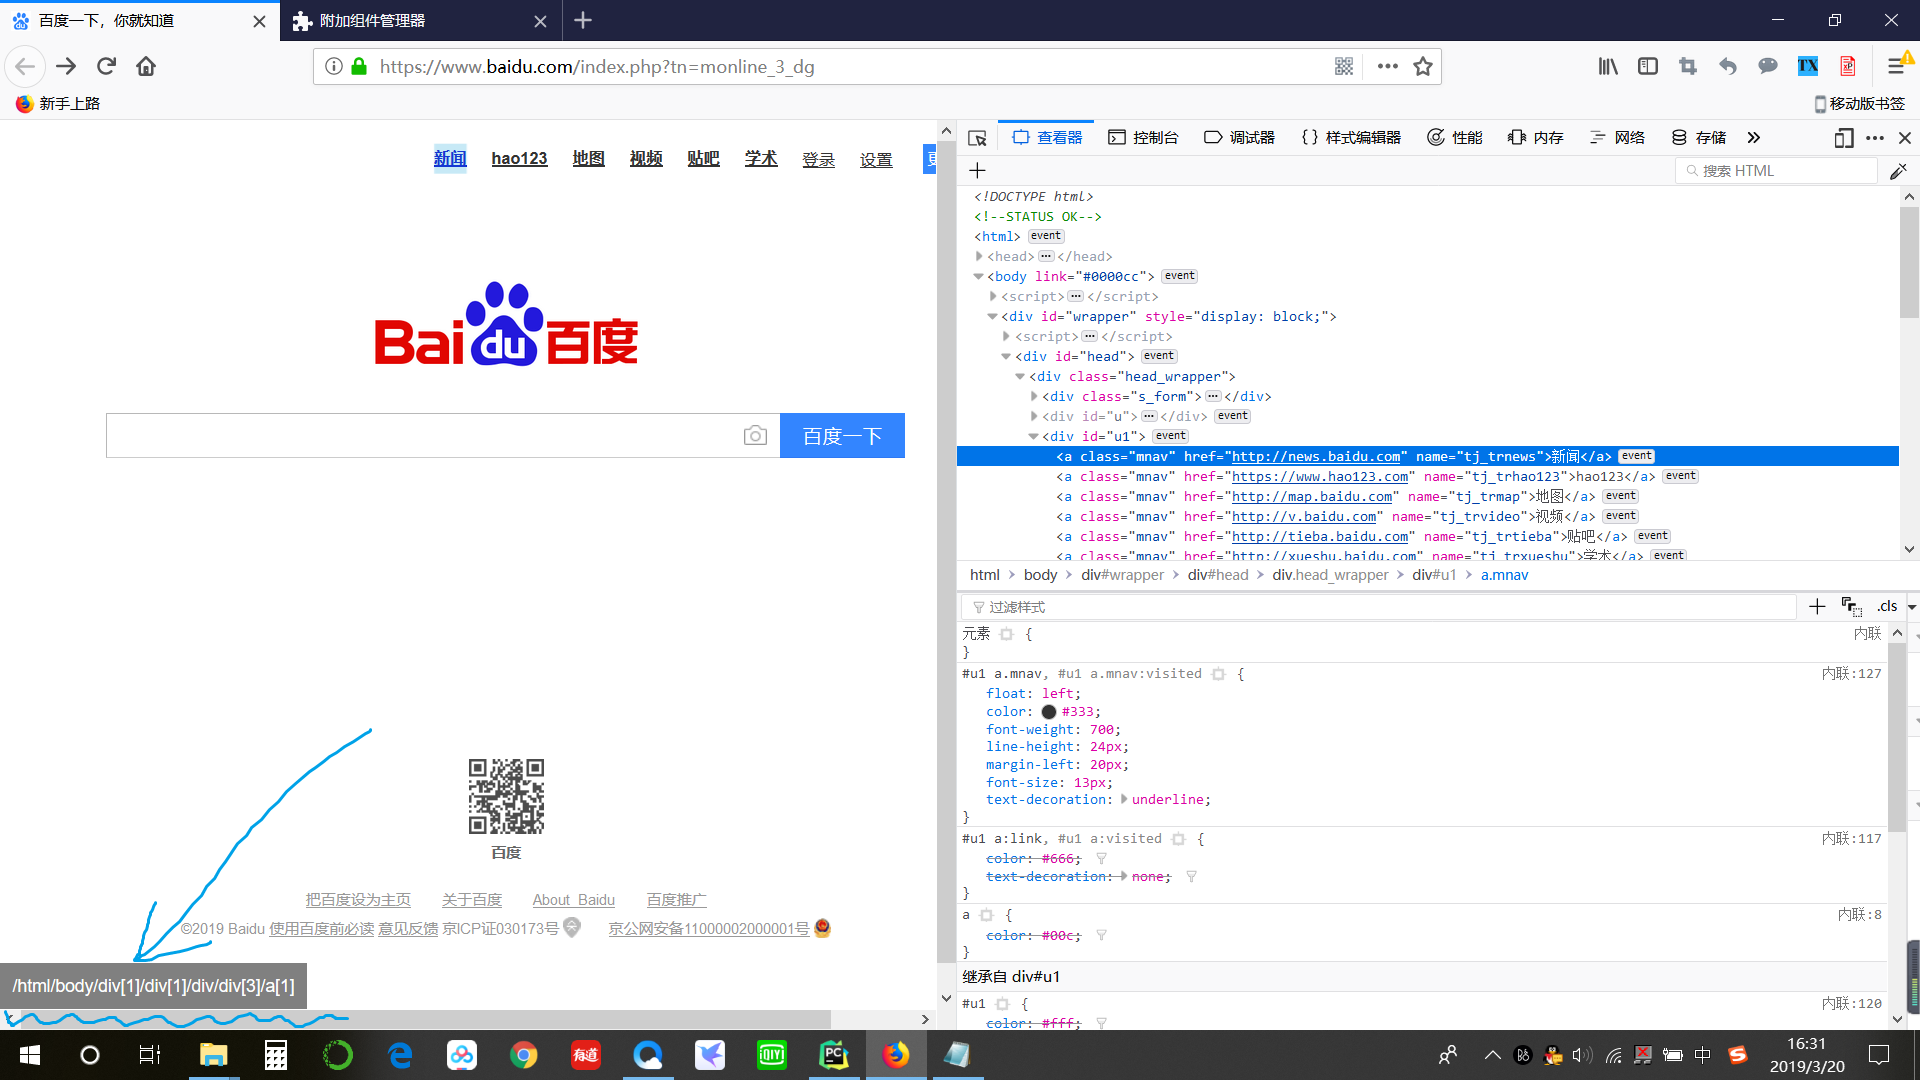 百度一下，你就知道
附加组件管理器
https://www.baidu.com/index.php?tn=monline_3_dg
TX
新手上路
移动版书签
新闻 hao123 地图 视频 贴吧 学术 登录 设置
Bai du 百度
百度一下
百度
把百度设为主页 关于百度 About Baidu 百度推广
©2019 Baidu 使用百度前必读 意见反馈 京ICP证030173号 京公网安备11000002000001号
/html/body/div[1]/div[1]/div/div[3]/a[1]
查看器 控制台 调试器 {} 样式编辑器 性能 内存 网络 存储
搜索 HTML
<!DOCTYPE html>
<!--STATUS OK-->
<html> event
<head>⋯</head>
<body link="#0000cc"> event
<script>⋯</script>
<div id="wrapper" style="display: block;">
<script>⋯</script>
<div id="head"> event
<div class="head_wrapper">
<div class="s_form">⋯</div>
<div id="u">⋯</div> event
<div id="u1"> event
<a class="mnav" href="http://news.baidu.com" name="tj_trnews">新闻</a> event
<a class="mnav" href="https://www.hao123.com" name="tj_trhao123">hao123</a> event
<a class="mnav" href="http://map.baidu.com" name="tj_trmap">地图</a> event
<a class="mnav" href="http://v.baidu.com" name="tj_trvideo">视频</a> event
<a class="mnav" href="http://tieba.baidu.com" name="tj_trtieba">贴吧</a> event
<a class="mnav" href="http://xueshu.baidu.com" name="tj_trxueshu">学术</a> event
html body div#wrapper div#head div.head_wrapper div#u1 a.mnav
过滤样式 .cls
元素 { 内联
}
#u1 a.mnav, #u1 a.mnav:visited { 内联:127
float: left;
color: #333;
font-weight: 700;
line-height: 24px;
margin-left: 20px;
font-size: 13px;
text-decoration: underline;
}
#u1 a:link, #u1 a:visited { 内联:117
color: #666;
text-decoration: none;
}
a { 内联:8
color: #00c;
}
继承自 div#u1
#u1 { 内联:120
color: #fff;
有道
iQIYI
PC
中
16:31
2019/3/20